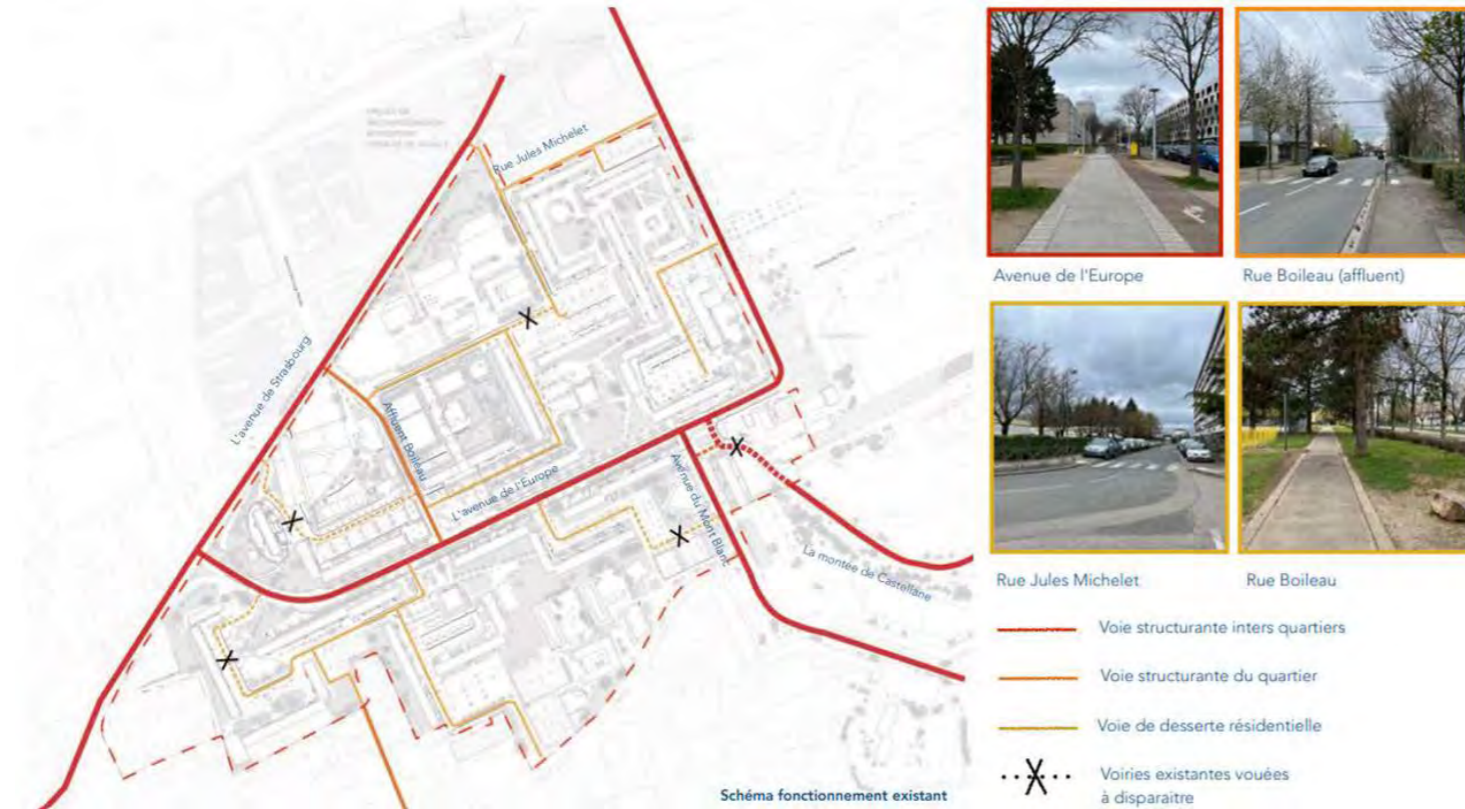 Rue Jules Michelet
L'avenue de Strasbourg
Affluent Boileau
L'avenue de l'Europe
Avenue du Mont Blanc
La montée de Castellane
Schéma fonctionnement existant
Avenue de l'Europe
Rue Boileau (affluent)
Rue Jules Michelet
Rue Boileau
Voie structurante inters quartiers
Voie structurante du quartier
Voie de desserte résidentielle
Voiries existantes vouées
à disparaitre